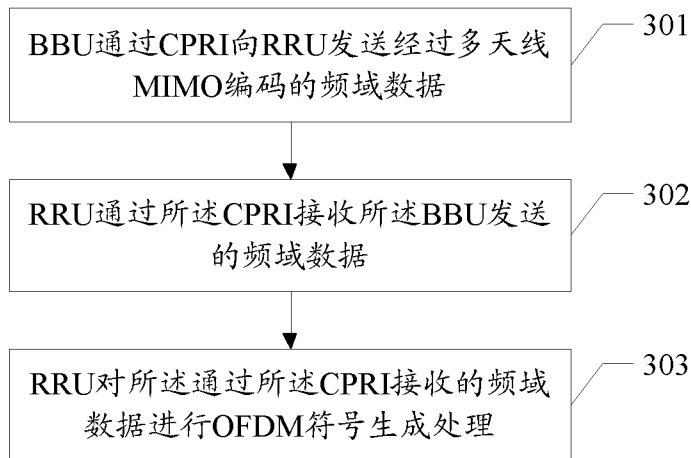 BBU通过CPRI向RRU发送经过多天线
MIMO编码的频域数据
301
RRU通过所述CPRI接收所述BBU发送
的频域数据
302
RRU对所述通过所述CPRI接收的频域
数据进行OFDM符号生成处理
303